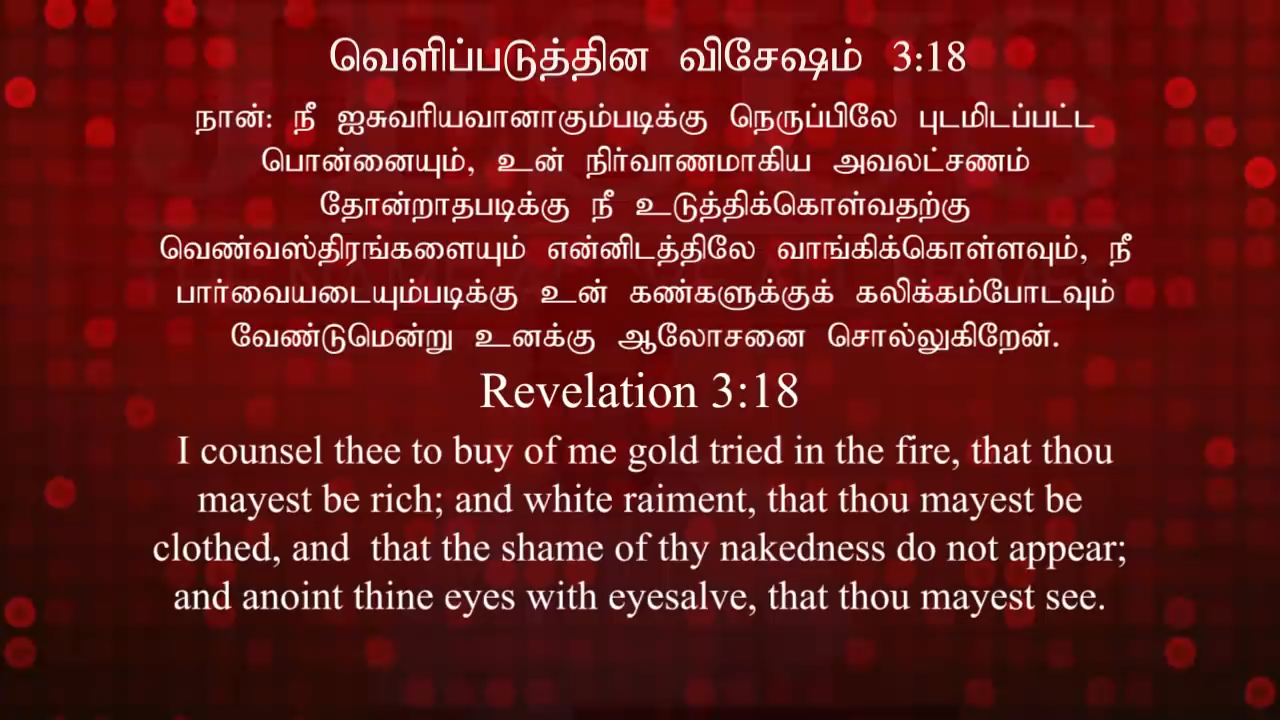 வெளிப்படுத்தின விசேஷம் 3:18
நான்: நீ ஐசுவரியவானாகும்படிக்கு நெருப்பிலே புடமிடப்பட்ட
பொன்னையும், உன் நிர்வாணமாகிய அவலட்சணம்
தோன்றாதபடிக்கு நீ உடுத்திக்கொள்வதற்கு
வெண்வஸ்திரங்களையும் என்னிடத்திலே வாங்கிக்கொள்ளவும், நீ
பார்வையடையும்படிக்கு உன் கண்களுக்குக் கலிக்கம்போடவும்
வேண்டுமென்று உனக்கு ஆலோசனை சொல்லுகிறேன்.
Revelation 3:18
I counsel thee to buy of me gold tried in the fire, that thou
mayest be rich; and white raiment, that thou mayest be
clothed, and  that the shame of thy nakedness do not appear;
and anoint thine eyes with eyesalve, that thou mayest see.